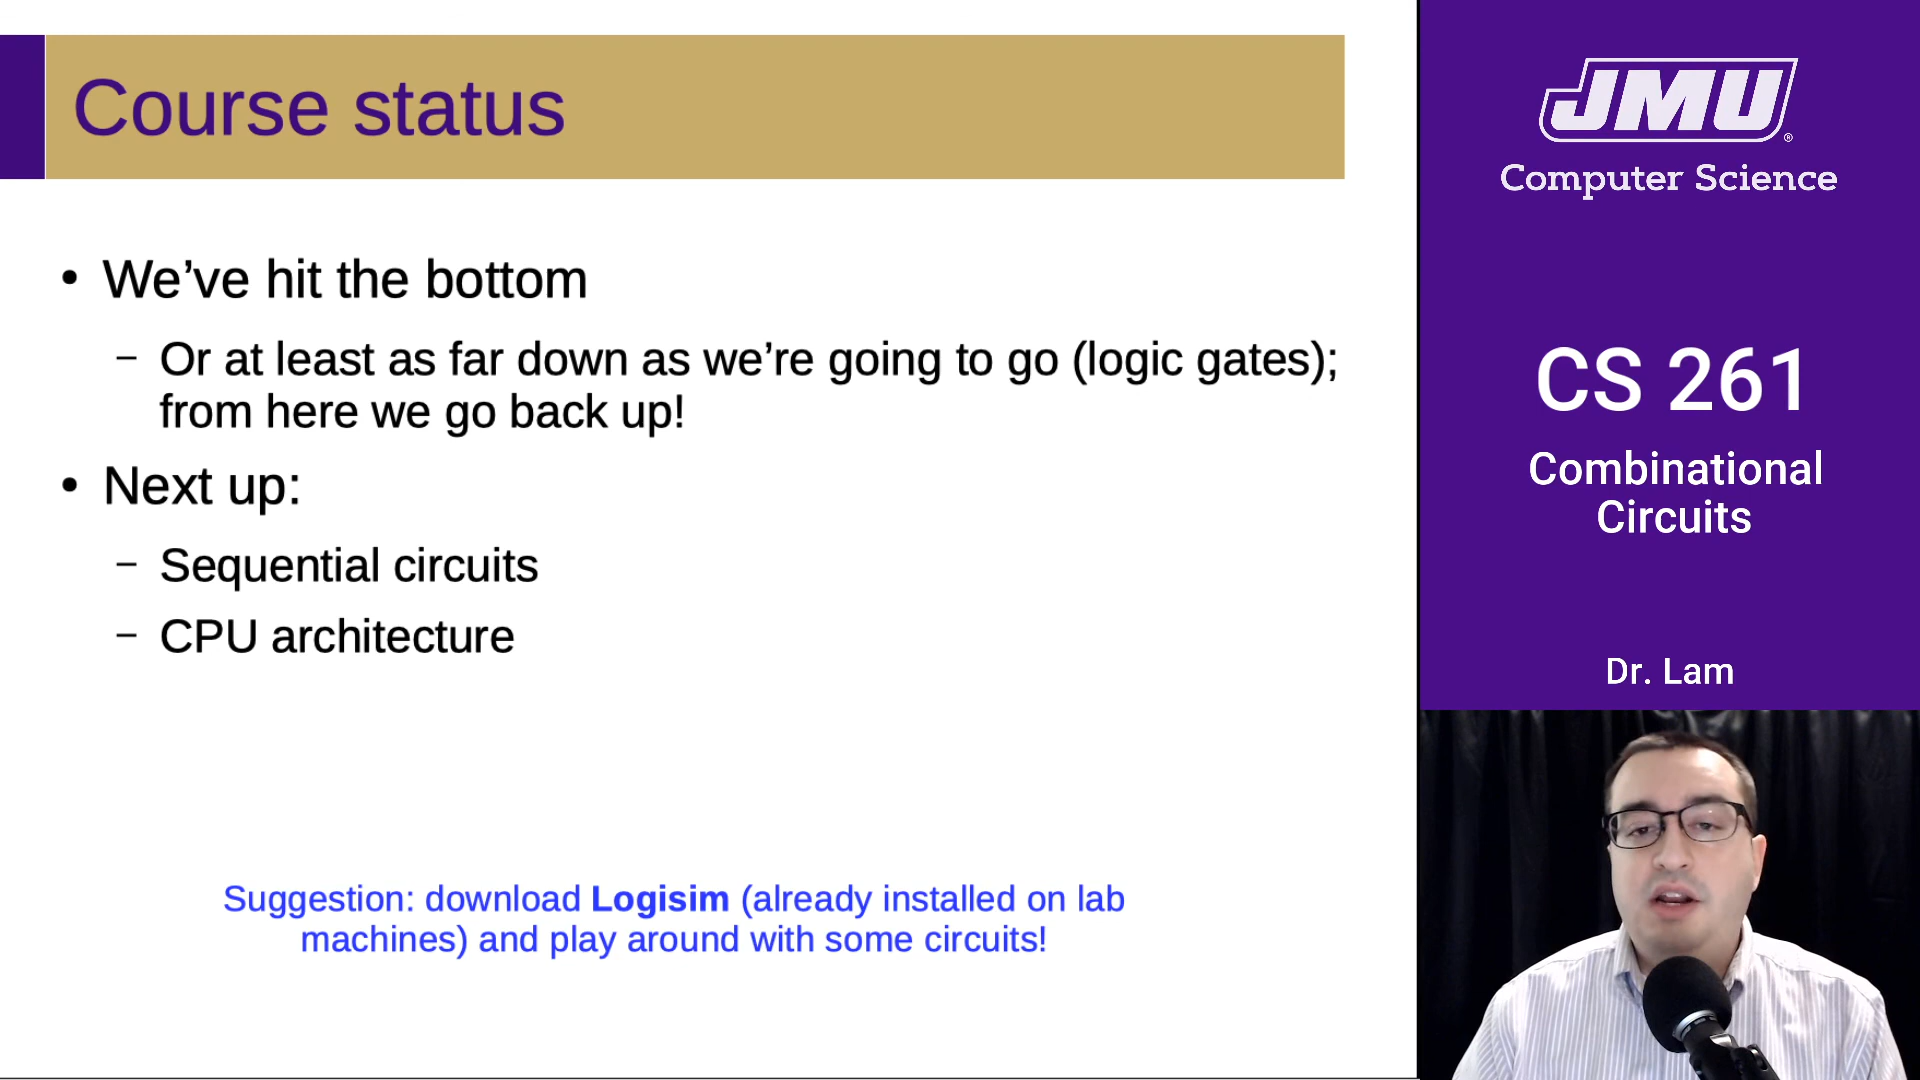 Course status
• We’ve hit the bottom
– Or at least as far down as we’re going to go (logic gates);
from here we go back up!
• Next up:
– Sequential circuits
– CPU architecture
Suggestion: download Logisim (already installed on lab
machines) and play around with some circuits!
JMU®
Computer Science
CS 261
Combinational
Circuits
Dr. Lam